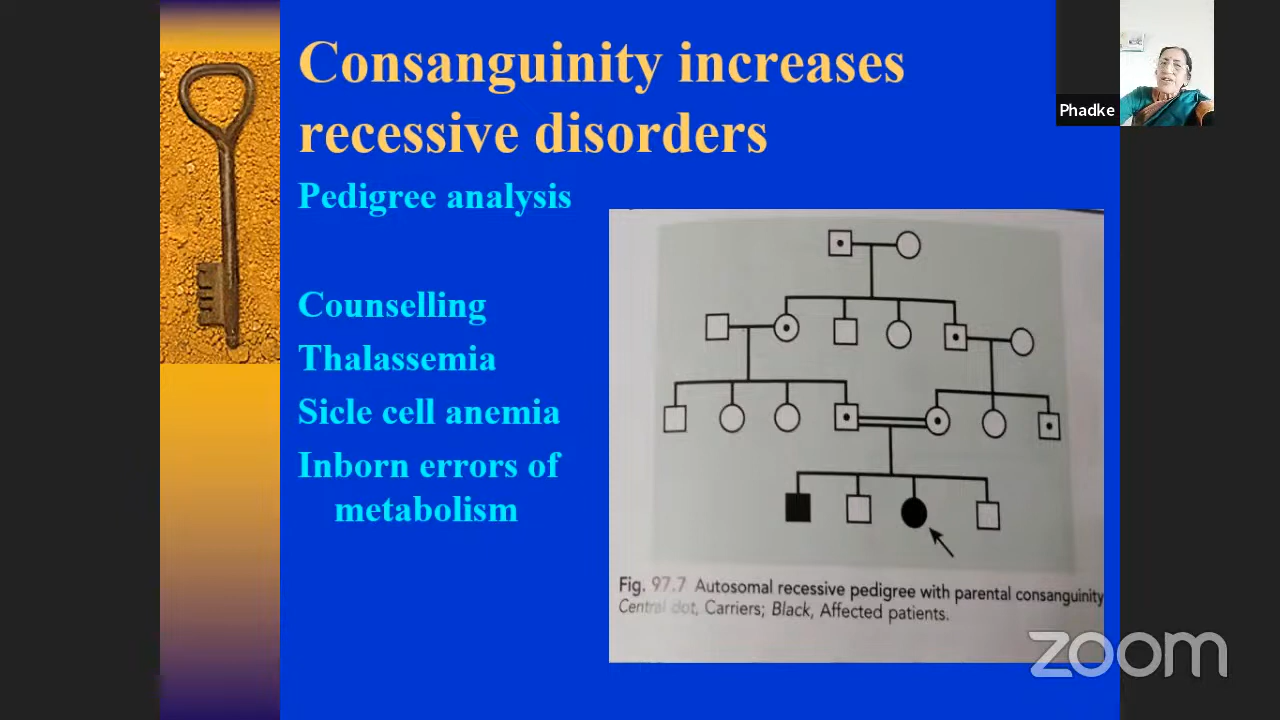 Consanguinity increases
recessive disorders
Phadke
Pedigree analysis
Counselling
Thalassemia
Sicle cell anemia
Inborn errors of
metabolism
Fig. 97.7 Autosomal recessive pedigree with parental consanguinity
Central dot, Carriers; Black, Affected patients.
zoom